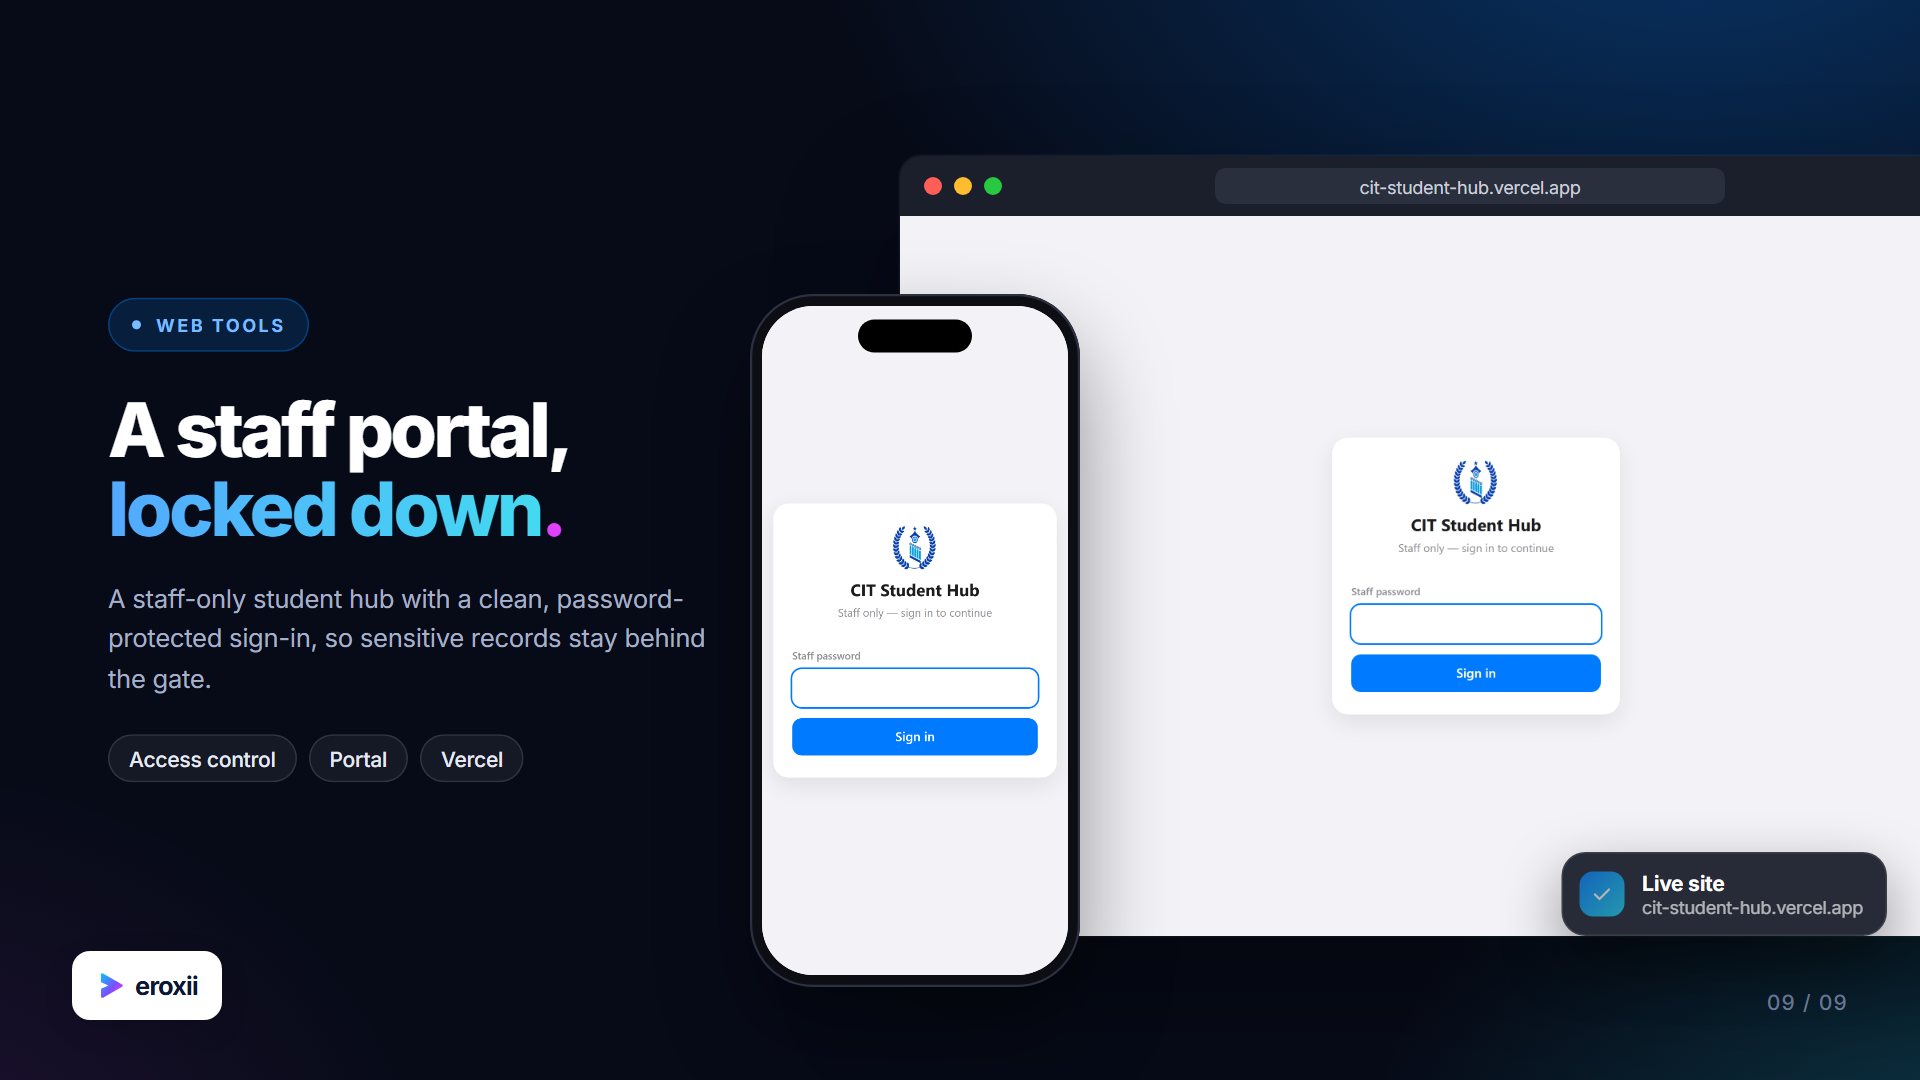 WEB TOOLS
A staff portal,
locked down.
A staff-only student hub with a clean, password-
protected sign-in, so sensitive records stay behind
the gate.
Access control
Portal
Vercel
eroxii
CIT Student Hub
Staff only — sign in to continue
Staff password
Sign in
cit-student-hub.vercel.app
CIT Student Hub
Staff only — sign in to continue
Staff password
Sign in
Live site
cit-student-hub.vercel.app
09 / 09